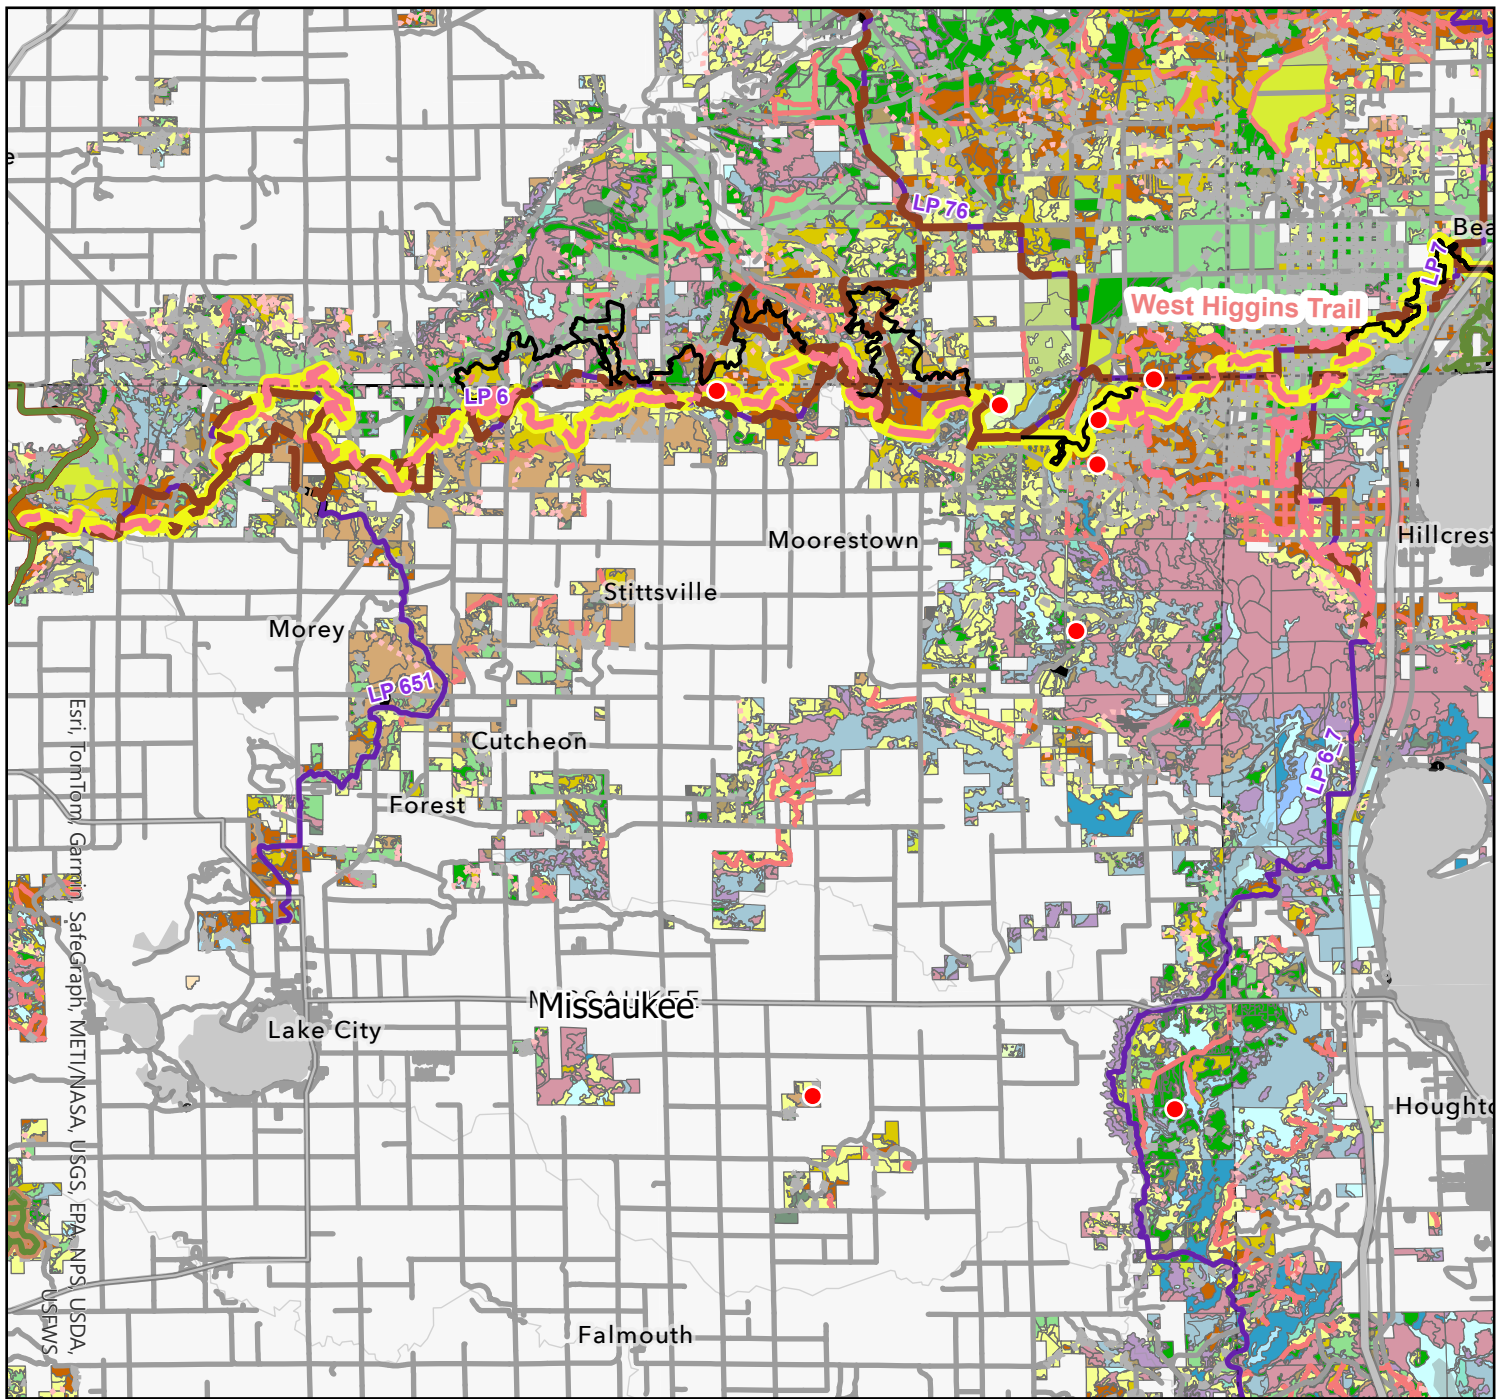 e
LP 76
Bea
LP 7
West Higgins Trail
LP 6
Moorestown
Hillcrest
Stittsville
Morey
LP 651
Cutcheon
LP 6_7
Forest
MISSAUKEE
Missaukee
Lake City
Houghto
Falmouth
Esri, TomTom, Garmin, SafeGraph, METI/NASA, USGS, EPA, NPS, USDA,
USFWS